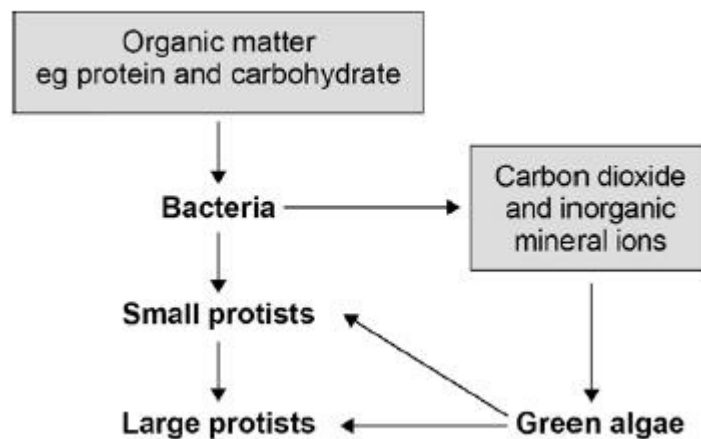 Organic matter
eg protein and carbohydrate
Bacteria
Carbon dioxide
and inorganic
mineral ions
Small protists
Large protists
Green algae